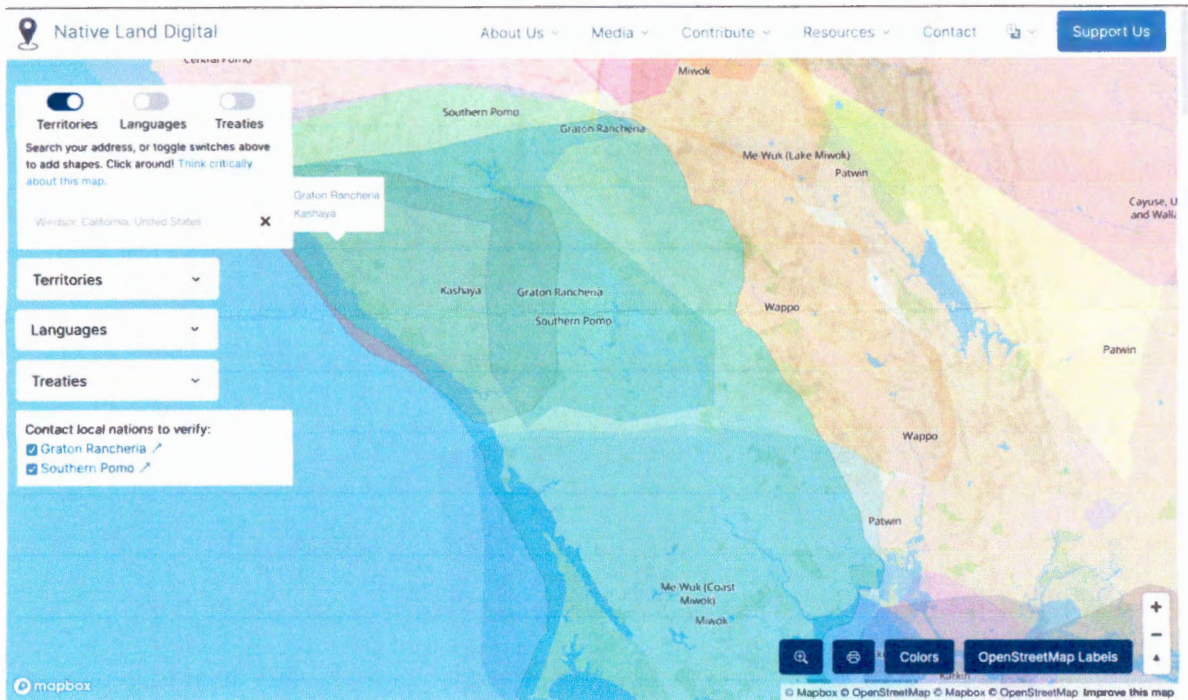 Native Land Digital
About Us
Media
Contribute
Resources
Contact
Support Us
Central Pomo
Miwok
Territories
Languages
Treaties
Southern Pomo
Graton Rancheria
Search your address, or toggle switches above
to add shapes. Click around! Think critically
about this map.
Me-Wuk (Lake Miwok)
Patwin
Graton Rancheria
Kashaya
Cayuse, U
and Walla
Windsor, California, United States
Territories
Kashaya
Graton Rancheria
Southern Pomo
Wappo
Languages
Patwin
Treaties
Contact local nations to verify:
Graton Rancheria ↗
Southern Pomo ↗
Wappo
Patwin
Me-Wuk (Coast
Miwok)
Miwok
+
−
Colors
OpenStreetMap Labels
Karkin
mapbox
© Mapbox © OpenStreetMap © Mapbox © OpenStreetMap Improve this map